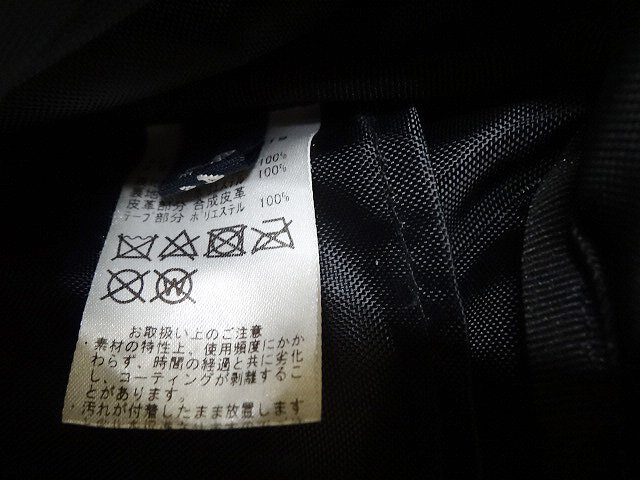 100%
100%
皮革部分 合成皮革
テープ部分 ポリエステル 100%
W
お取扱い上のご注意
・素材の特性上、使用頻度にかか
わらず、時間の経過と共に劣化
し、コーティングが剥離するこ
とがあります。
・汚れが付着したまま放置します